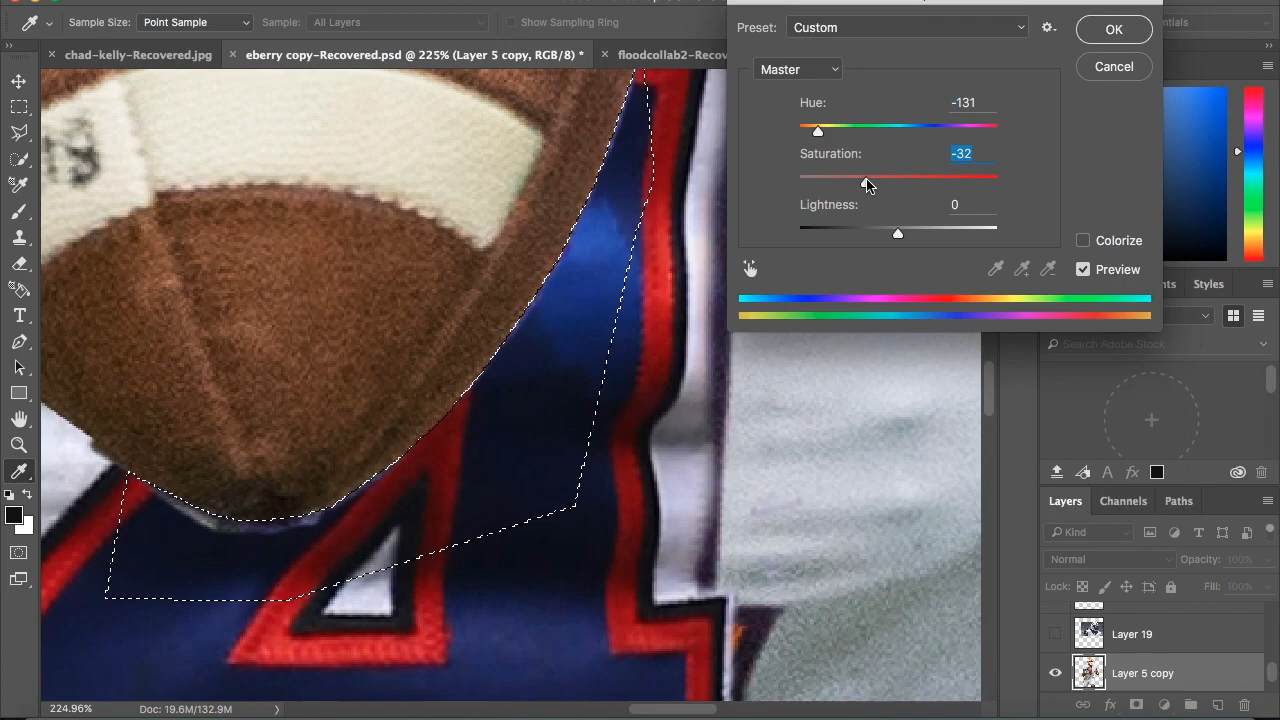 Sample Size: Point Sample Sample: All Layers Show Sampling Ring
chad-kelly-Recovered.jpg eberry copy-Recovered.psd @ 225% (Layer 5 copy, RGB/8) * floodcollab2-Recov
Preset: Custom
OK
Cancel
Master
Hue: -131
Saturation: -32
Lightness: 0
Colorize
Preview
Styles
Search Adobe Stock
Layers Channels Paths
Kind
Normal Opacity: 100%
Lock: Fill: 100%
Layer 19
Layer 5 copy
224.96% Doc: 19.6M/132.9M